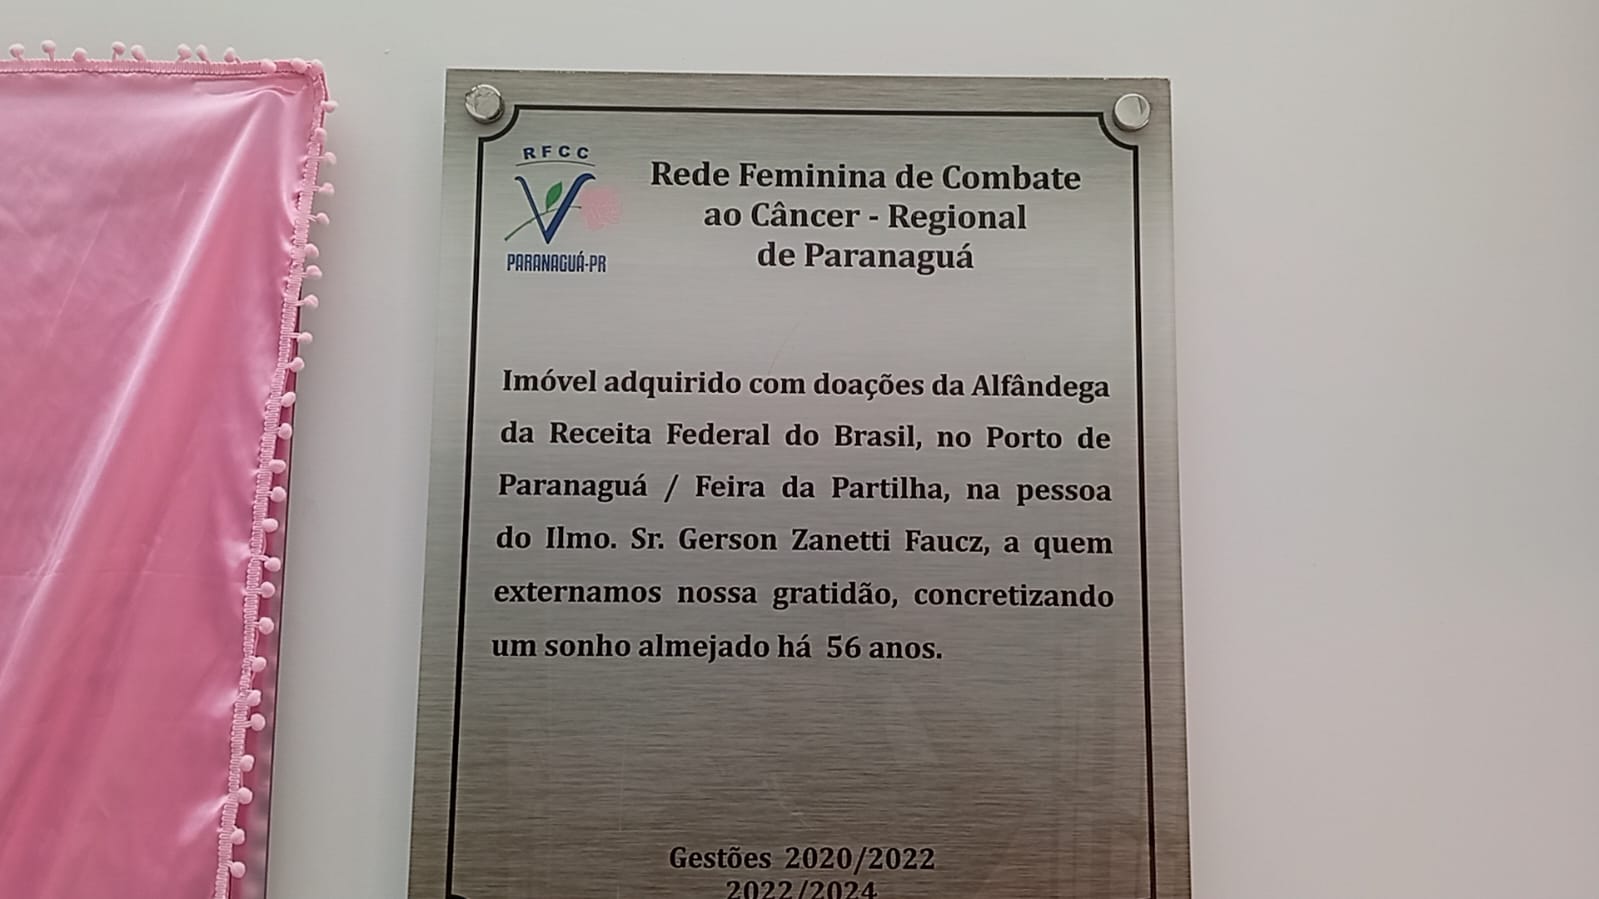 RFCC
PARANAGUÁ-PR
Rede Feminina de Combate
ao Câncer - Regional
de Paranaguá
Imóvel adquirido com doações da Alfândega
da Receita Federal do Brasil, no Porto de
Paranaguá / Feira da Partilha, na pessoa
do Ilmo. Sr. Gerson Zanetti Faucz, a quem
externamos nossa gratidão, concretizando
um sonho almejado há 56 anos.
Gestões 2020/2022
2022/2024